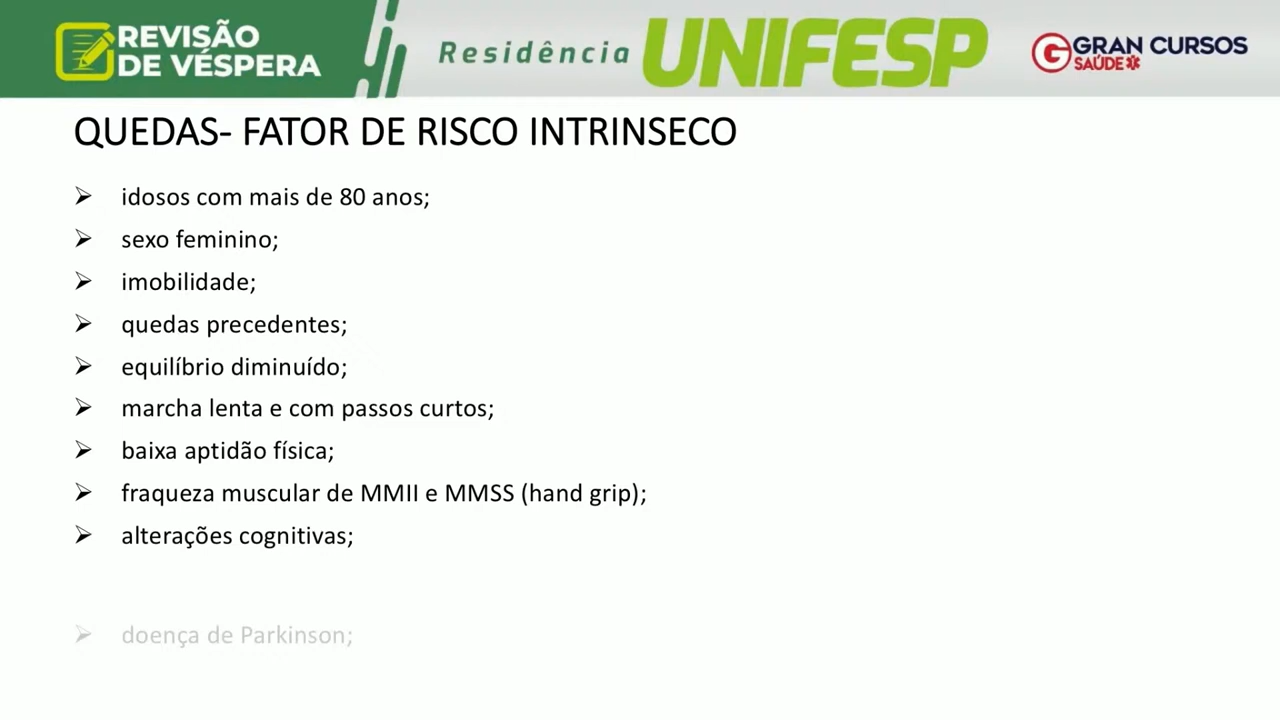 REVISÃO
DE VÉSPERA
Residência UNIFESP
GRAN CURSOS
SAÚDE
QUEDAS- FATOR DE RISCO INTRINSECO
➢ idosos com mais de 80 anos;
➢ sexo feminino;
➢ imobilidade;
➢ quedas precedentes;
➢ equilíbrio diminuído;
➢ marcha lenta e com passos curtos;
➢ baixa aptidão física;
➢ fraqueza muscular de MMII e MMSS (hand grip);
➢ alterações cognitivas;
➢ doença de Parkinson;